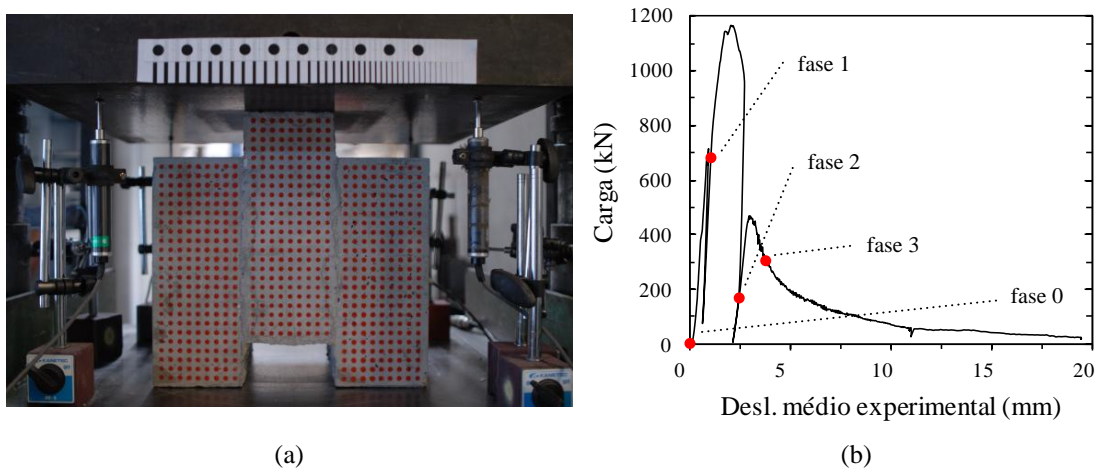 1200
1000
800
600
400
200
0
Carga (kN)
fase 1
fase 2
fase 3
fase 0
0 5 10 15 20
Desl. médio experimental (mm)
(a) (b)